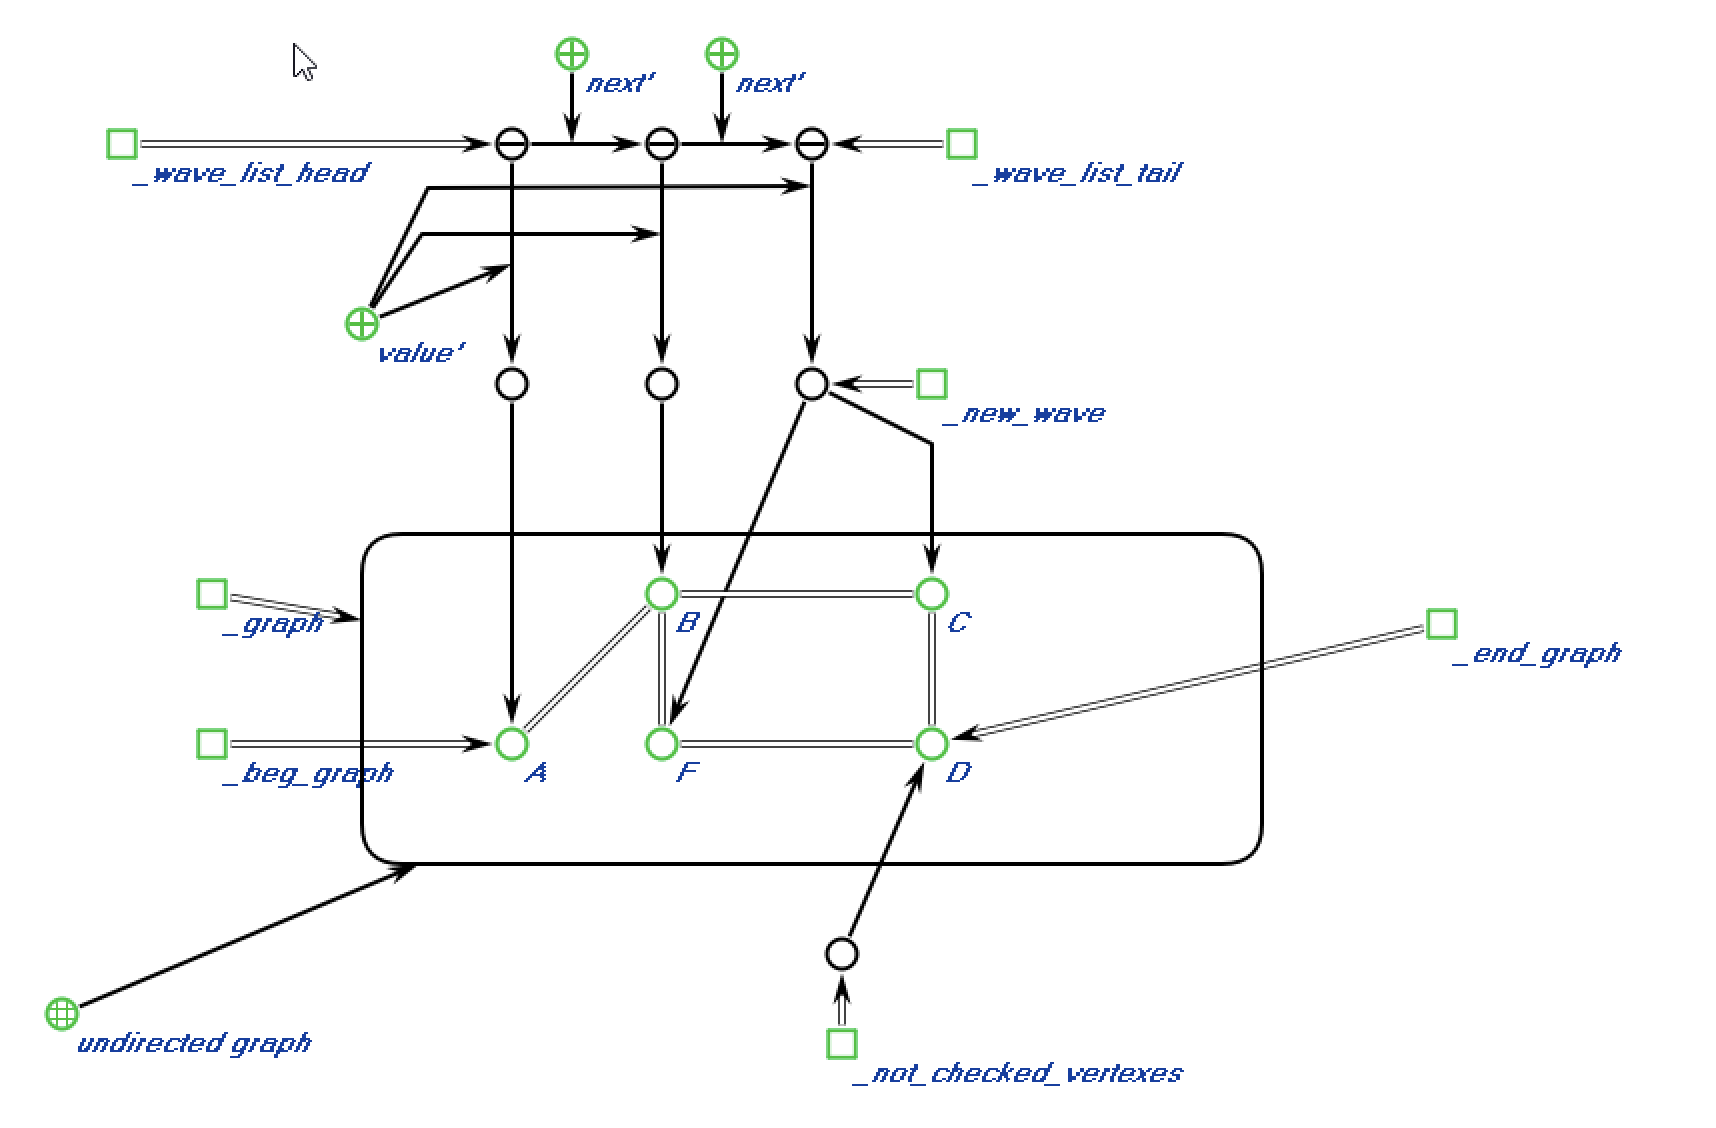 next' next'
_wave_list_head _wave_list_tail
value'
_new_wave
B C
_graph
_end_graph
_beg_graph A F D
undirected graph
_not_checked_vertexes